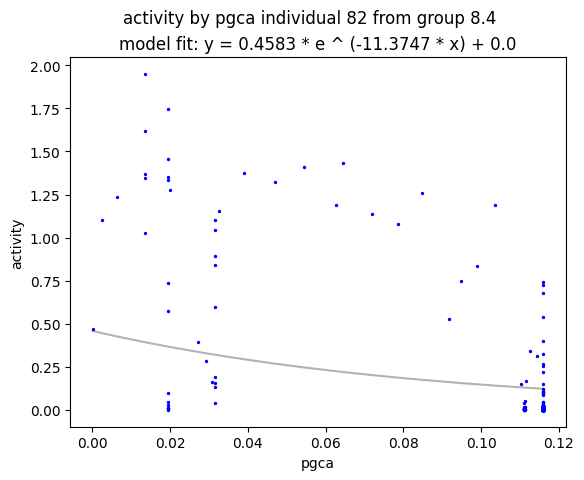 activity by pgca individual 82 from group 8.4
model fit: y = 0.4583 * e ^ (-11.3747 * x) + 0.0
2.00
1.75
1.50
1.25
1.00
0.75
0.50
0.25
0.00
activity
0.00 0.02 0.04 0.06 0.08 0.10 0.12
pgca